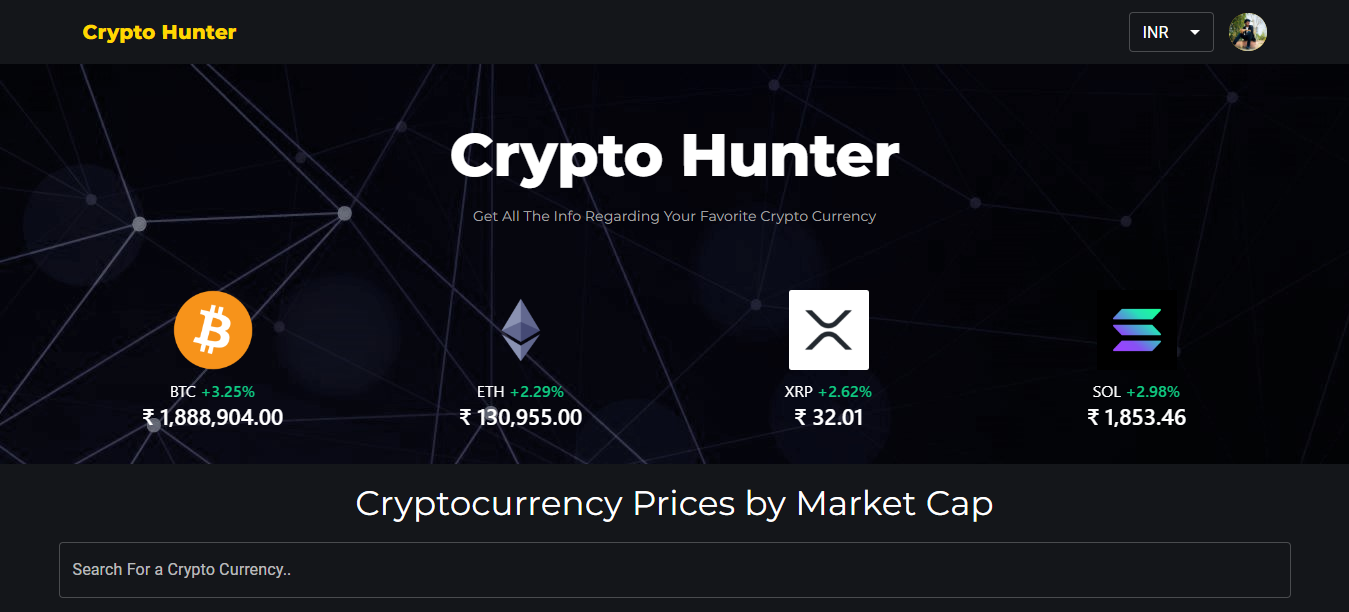 Crypto Hunter
INR
Crypto Hunter
Get All The Info Regarding Your Favorite Crypto Currency
BTC +3.25%
₹ 1,888,904.00
ETH +2.29%
₹ 130,955.00
XRP +2.62%
₹ 32.01
SOL +2.98%
₹ 1,853.46
Cryptocurrency Prices by Market Cap
Search For a Crypto Currency..